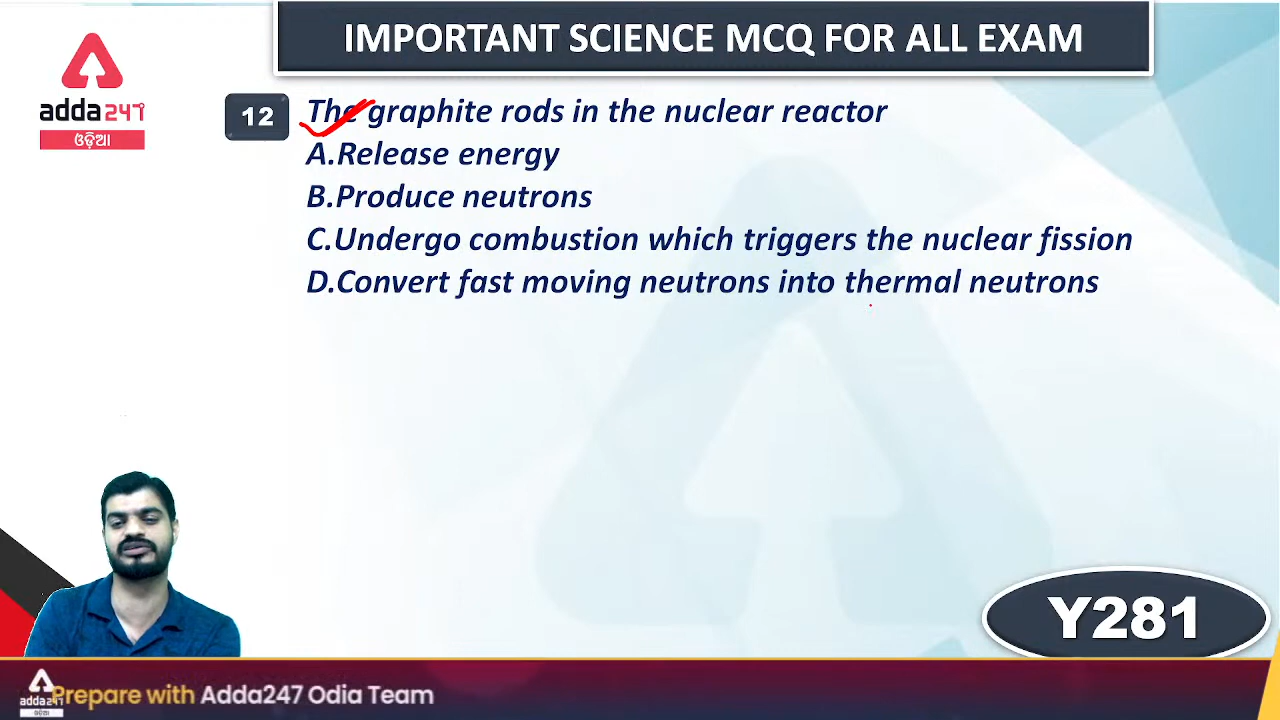 IMPORTANT SCIENCE MCQ FOR ALL EXAM
adda247
ଓଡ଼ିଆ
12
The graphite rods in the nuclear reactor
A.Release energy
B.Produce neutrons
C.Undergo combustion which triggers the nuclear fission
D.Convert fast moving neutrons into thermal neutrons
Y281
adda247
ଓଡ଼ିଆ
Prepare with Adda247 Odia Team